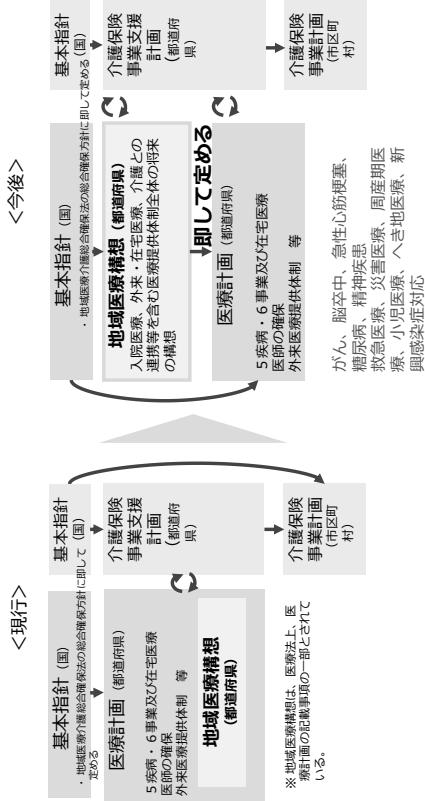 ＜現行＞
基本指針（国）
・地域医療介護総合確保法の総合確保方針に即して
定める
医療計画（都道府県）
５疾病・６事業及び在宅医療
医師の確保
外来医療提供体制　等
地域医療構想
（都道府県）
※ 地域医療構想は、医療法上、医
療計画の記載事項の一部とされて
いる。
基本指針
（国）
介護保険
事業支援
計画
（都道府
県）
介護保険
事業計画
（市区町
村）
＜今後＞
基本指針（国）
・地域医療介護総合確保法の総合確保方針に即して定める
地域医療構想（都道府県）
入院医療、外来・在宅医療、介護との
連携等を含む医療提供体制全体の将来
の構想
即して定める
医療計画（都道府県）
５疾病・６事業及び在宅医療
医師の確保
外来医療提供体制　等
がん、脳卒中、急性心筋梗塞、
糖尿病、精神疾患
救急医療、災害医療、周産期医
療、小児医療、へき地医療、新
興感染症対応
基本指針
（国）
介護保険
事業支援
計画
（都道府
県）
介護保険
事業計画
（市区町
村）